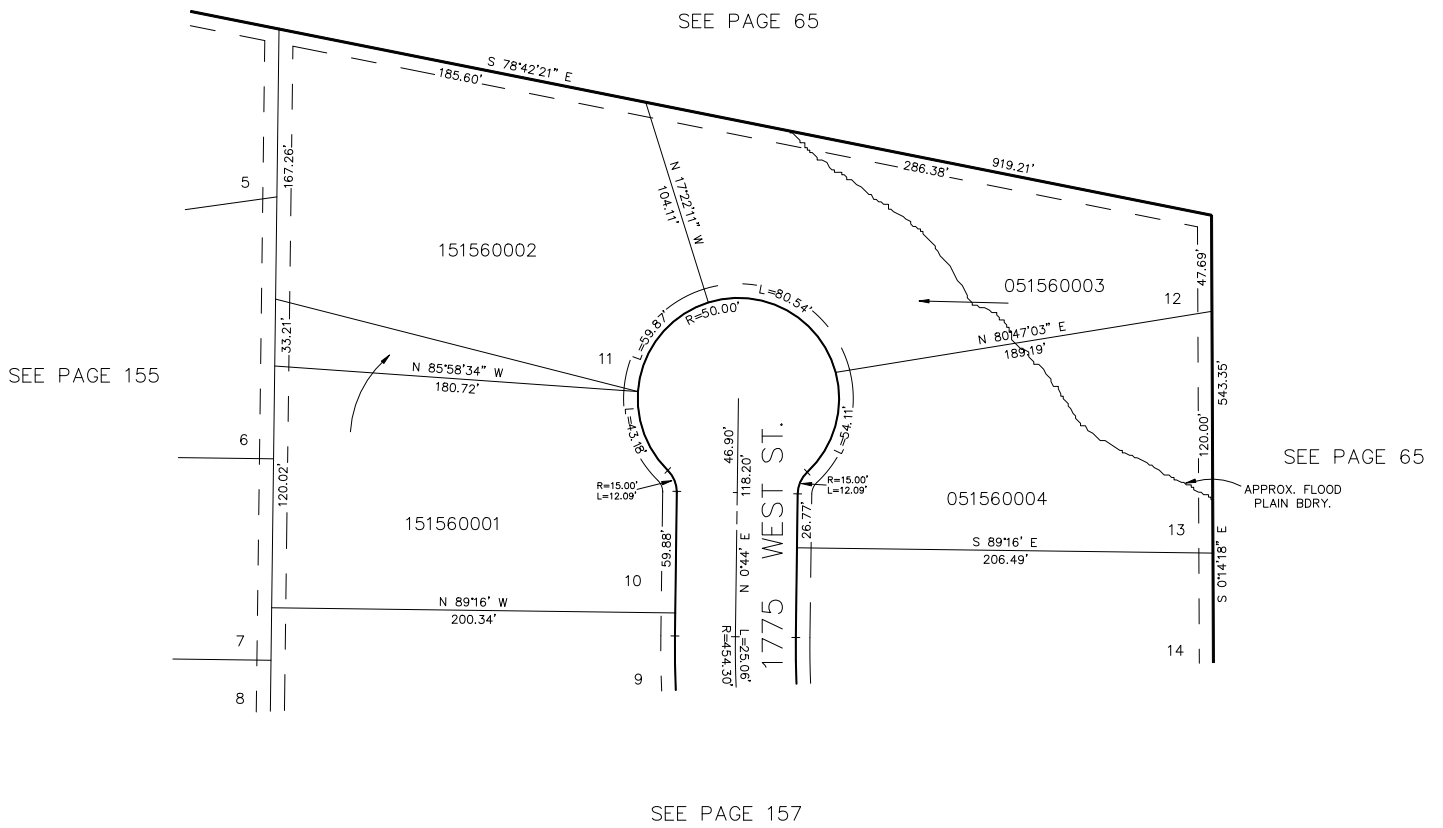 SEE PAGE 65
S 78°42'21" E
185.60'
919.21'
286.38'
5
167.26'
N 17°22'11" W
104.11'
47.69'
151560002
051560003
12
L=80.54'
R=50.00'
L=59.87'
33.21'
11
N 80°47'03" E
189.19'
SEE PAGE 155
N 85°58'34" W
180.72'
543.35'
L=43.18'
L=54.11'
46.90'
118.20'
120.00'
6
SEE PAGE 65
120.02'
R=15.00'
L=12.09'
R=15.00'
L=12.09'
APPROX. FLOOD
PLAIN BDRY.
051560004
151560001
26.77'
13
59.88'
N 0°44' E
1775 WEST ST.
S 89°16' E
206.49'
S 0°14'18" E
10
N 89°16' W
200.34'
7
L=25.06'
R=454.30'
14
9
8
SEE PAGE 157